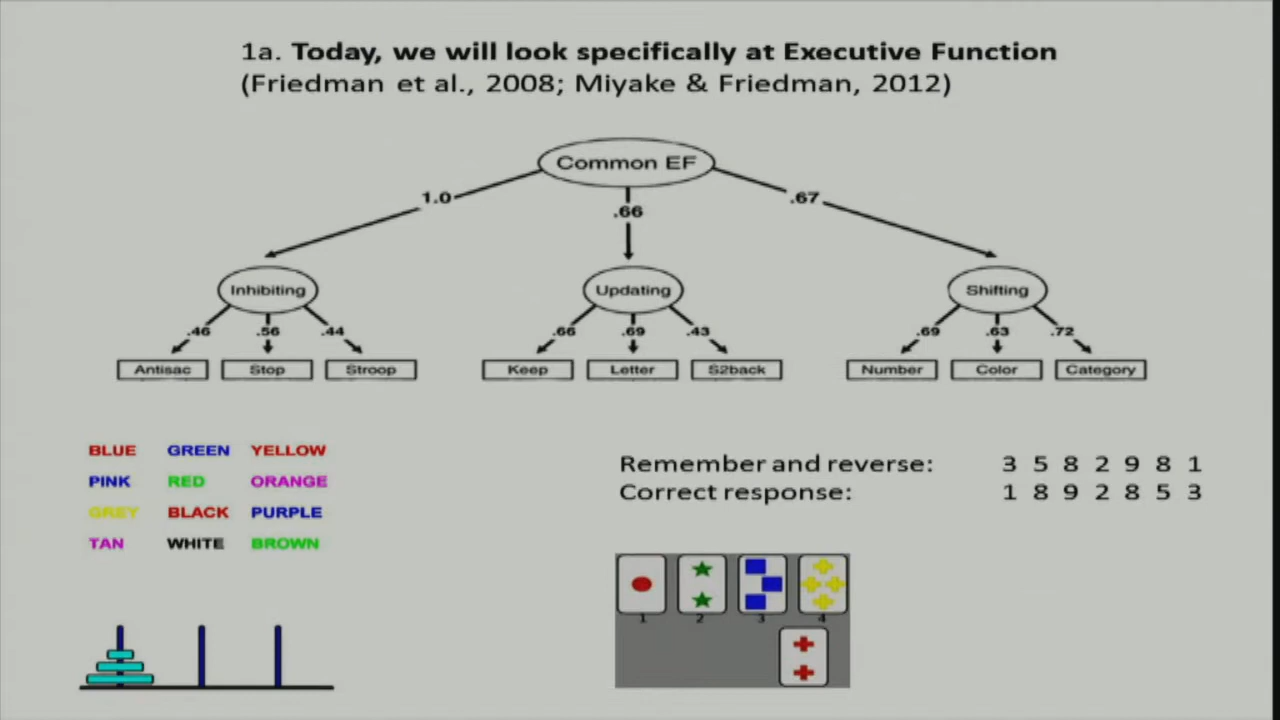 1a. Today, we will look specifically at Executive Function
(Friedman et al., 2008; Miyake & Friedman, 2012)
Common EF
1.0 .66 .67
Inhibiting Updating Shifting
.46 .56 .44 .66 .69 .43 .69 .63 .72
Antisac Stop Stroop Keep Letter S2back Number Color Category
BLUE GREEN YELLOW
PINK RED ORANGE
GREY BLACK PURPLE
TAN WHITE BROWN
Remember and reverse: 3 5 8 2 9 8 1
Correct response: 1 8 9 2 8 5 3
1 2 3 4